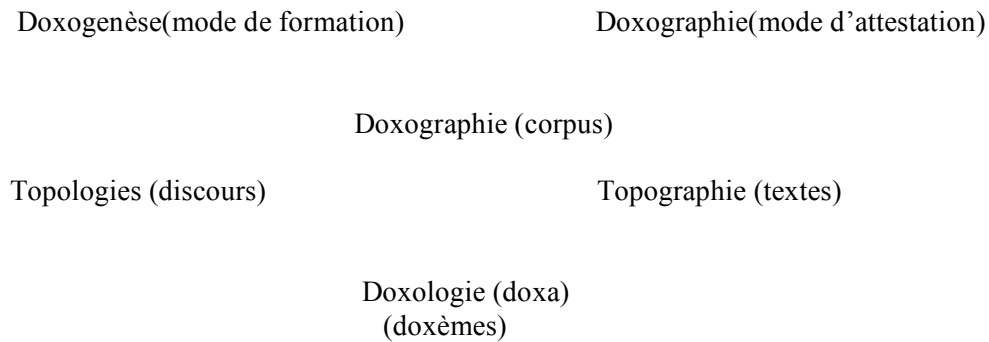 Doxogenèse(mode de formation) Doxographie(mode d’attestation)
Doxographie (corpus)
Topologies (discours) Topographie (textes)
Doxologie (doxa)
(doxèmes)